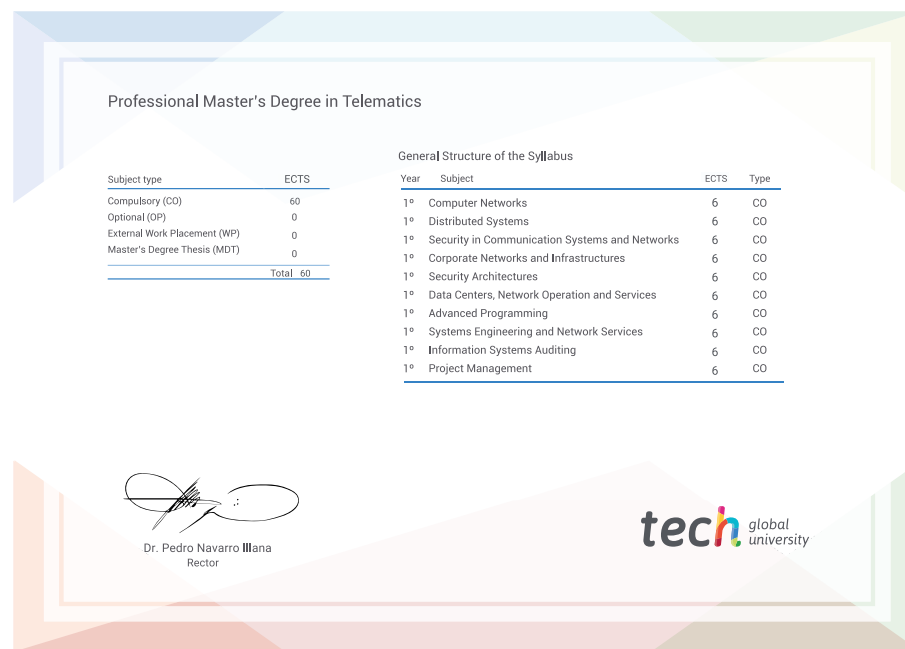 Professional Master's Degree in Telematics
Subject type ECTS
Compulsory (CO) 60
Optional (OP) 0
External Work Placement (WP) 0
Master's Degree Thesis (MDT) 0
Total 60
General Structure of the Syllabus
Year Subject ECTS Type
1º Computer Networks 6 CO
1º Distributed Systems 6 CO
1º Security in Communication Systems and Networks 6 CO
1º Corporate Networks and Infrastructures 6 CO
1º Security Architectures 6 CO
1º Data Centers, Network Operation and Services 6 CO
1º Advanced Programming 6 CO
1º Systems Engineering and Network Services 6 CO
1º Information Systems Auditing 6 CO
1º Project Management 6 CO
Dr. Pedro Navarro Illana
Rector
tech global
university